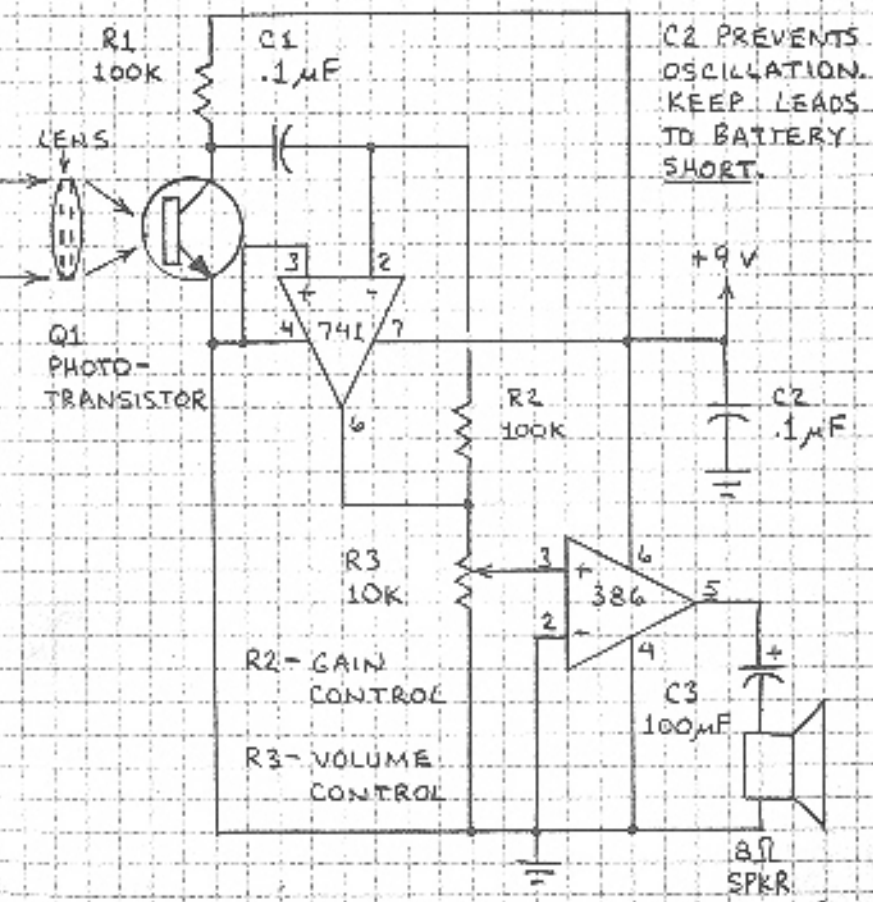 R1
100K
C1
.1μF
C2 PREVENTS
OSCILLATION.
KEEP LEADS
TO BATTERY
SHORT.
LENS
+9 V
3
2
+
-
4
741
7
Q1
PHOTO-
TRANSISTOR
6
R2
100K
C2
.1μF
R3
10K
3
+
6
386
5
2
-
4
+
R2- GAIN
CONTROL
C3
100μF
R3- VOLUME
CONTROL
8Ω
SPKR